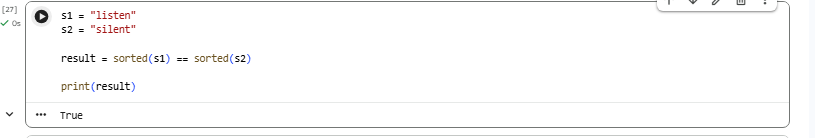 [27]
0s
s1 = "listen"
s2 = "silent"
result = sorted(s1) == sorted(s2)
print(result)
True